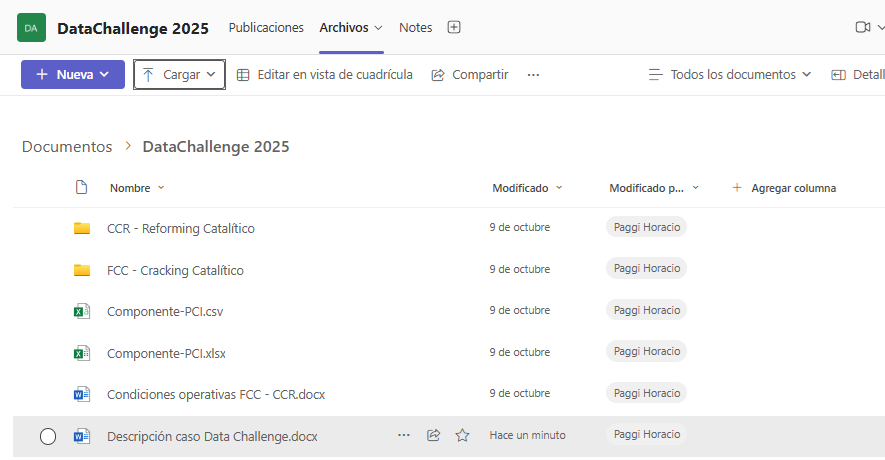 DA DataChallenge 2025 Publicaciones Archivos Notes
Nueva Cargar Editar en vista de cuadrícula Compartir ... Todos los documentos Detall
Documentos > DataChallenge 2025
Nombre Modificado Modificado p... + Agregar columna
CCR - Reforming Catalítico 9 de octubre Paggi Horacio
FCC - Cracking Catalítico 9 de octubre Paggi Horacio
Componente-PCI.csv 9 de octubre Paggi Horacio
Componente-PCI.xlsx 9 de octubre Paggi Horacio
Condiciones operativas FCC - CCR.docx 9 de octubre Paggi Horacio
Descripción caso Data Challenge.docx ... Hace un minuto Paggi Horacio